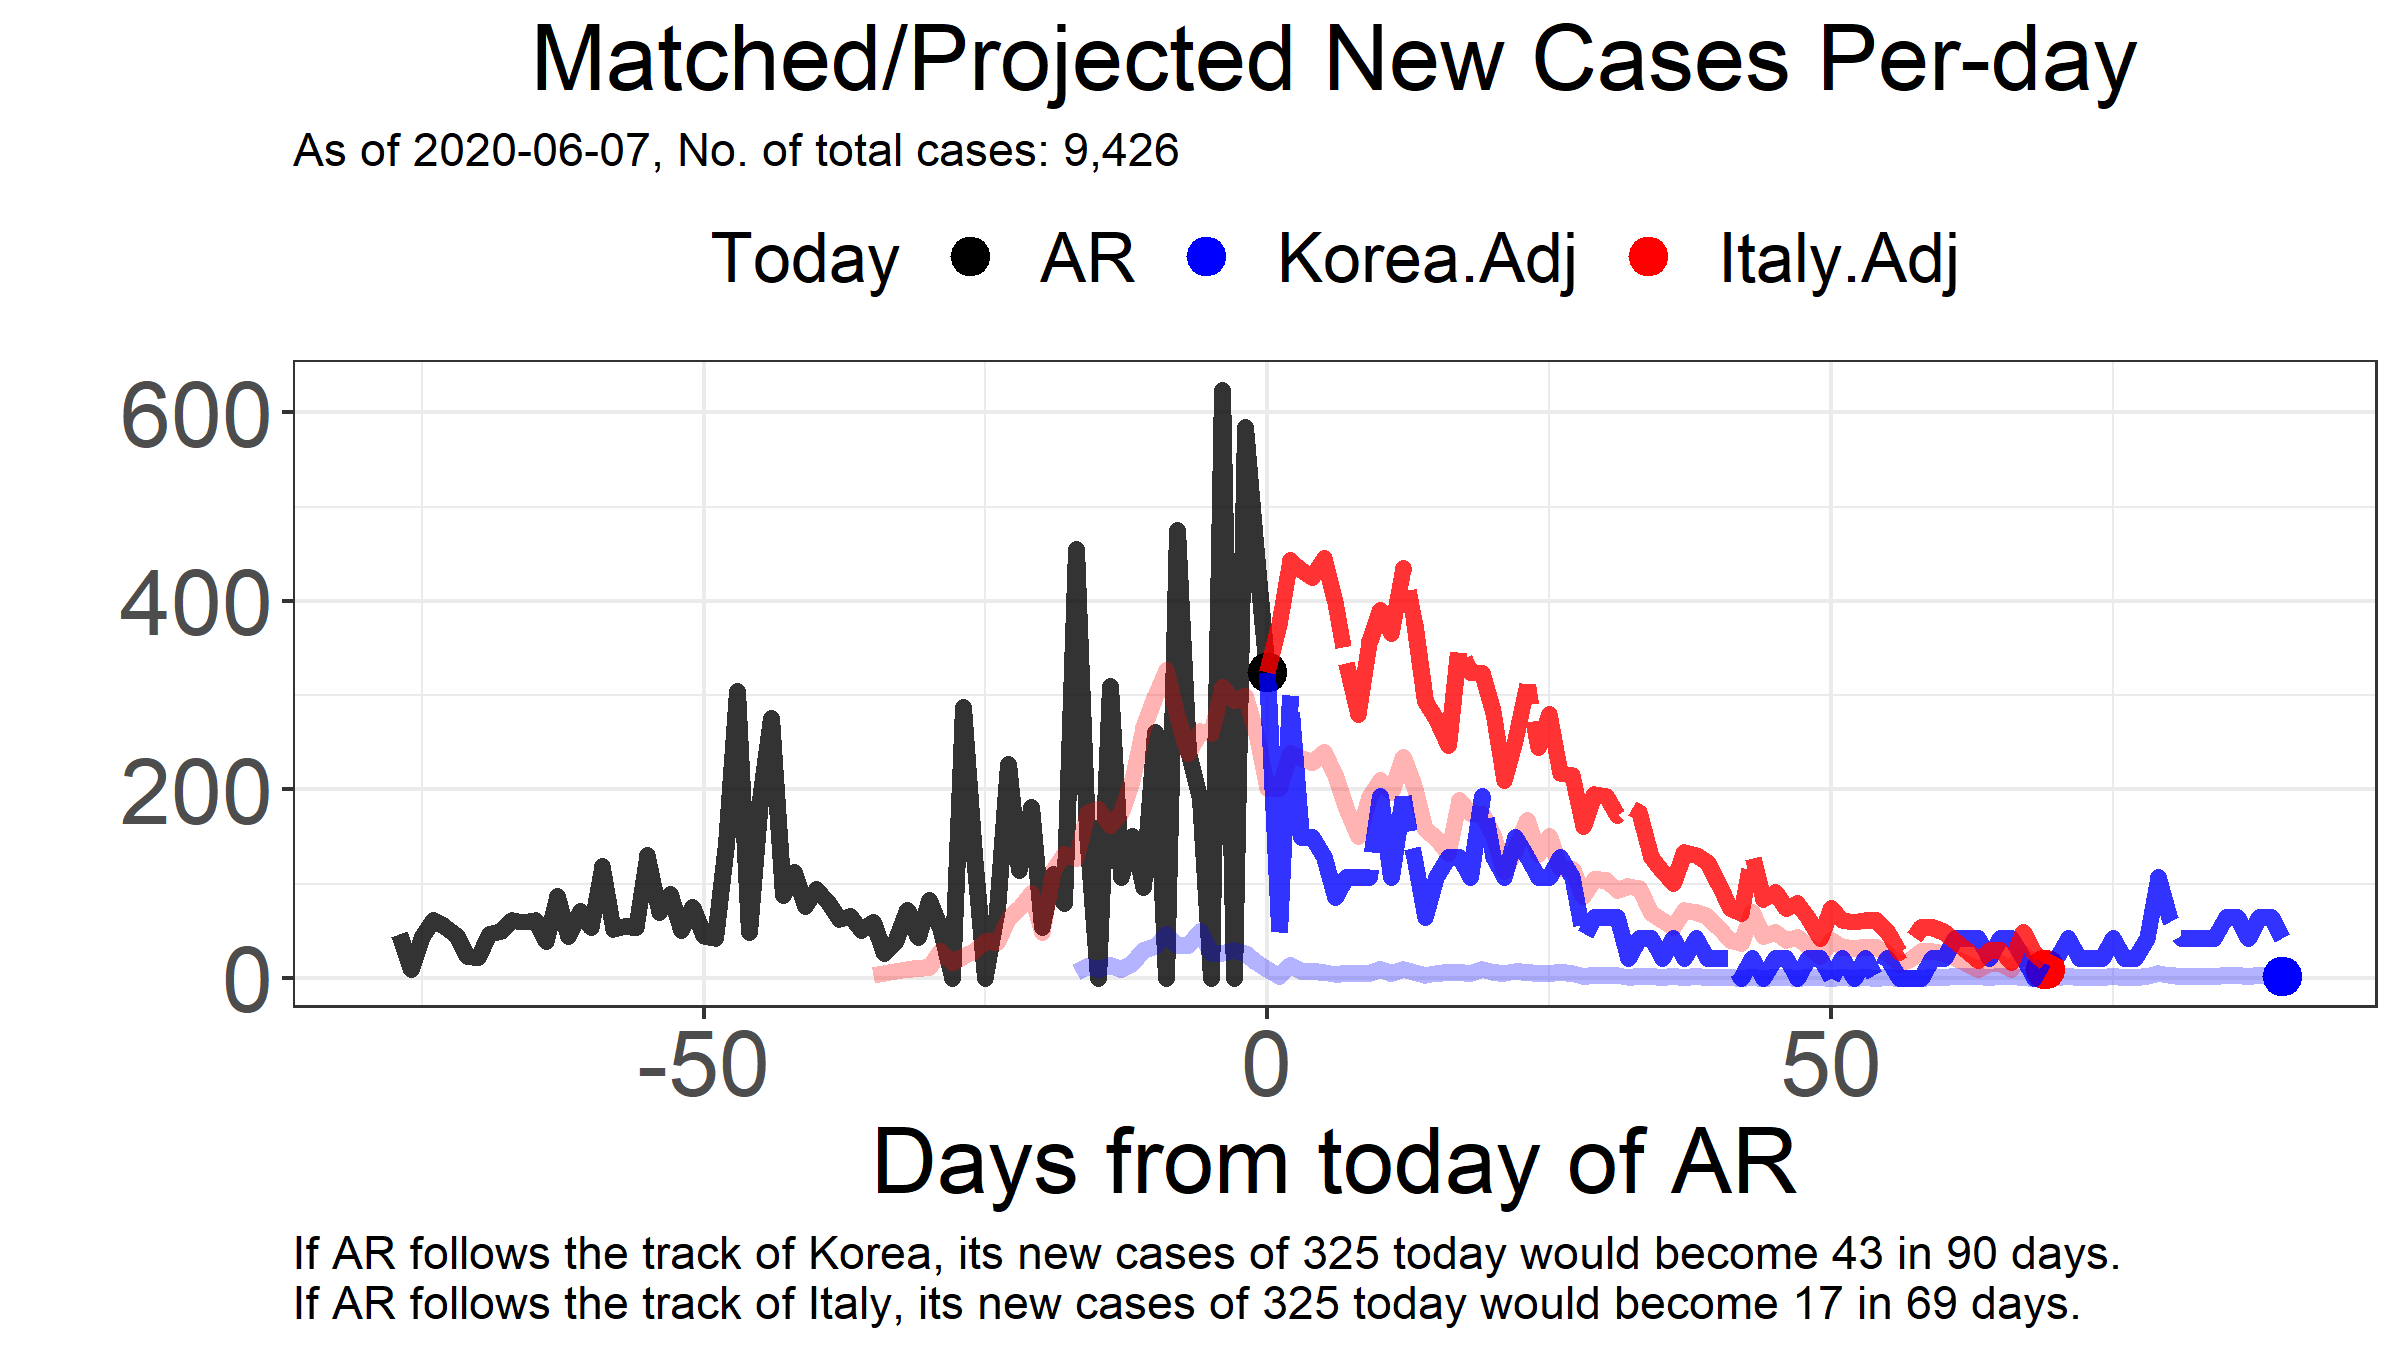 Matched/Projected New Cases Per-day
As of 2020-06-07, No. of total cases: 9,426
Today AR Korea.Adj Italy.Adj
600
400
200
0
-50 0 50
Days from today of AR
If AR follows the track of Korea, its new cases of 325 today would become 43 in 90 days.
If AR follows the track of Italy, its new cases of 325 today would become 17 in 69 days.